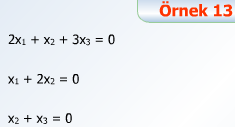 Örnek 13
2x₁ + x₂ + 3x₃ = 0
x₁ + 2x₂ = 0
x₂ + x₃ = 0